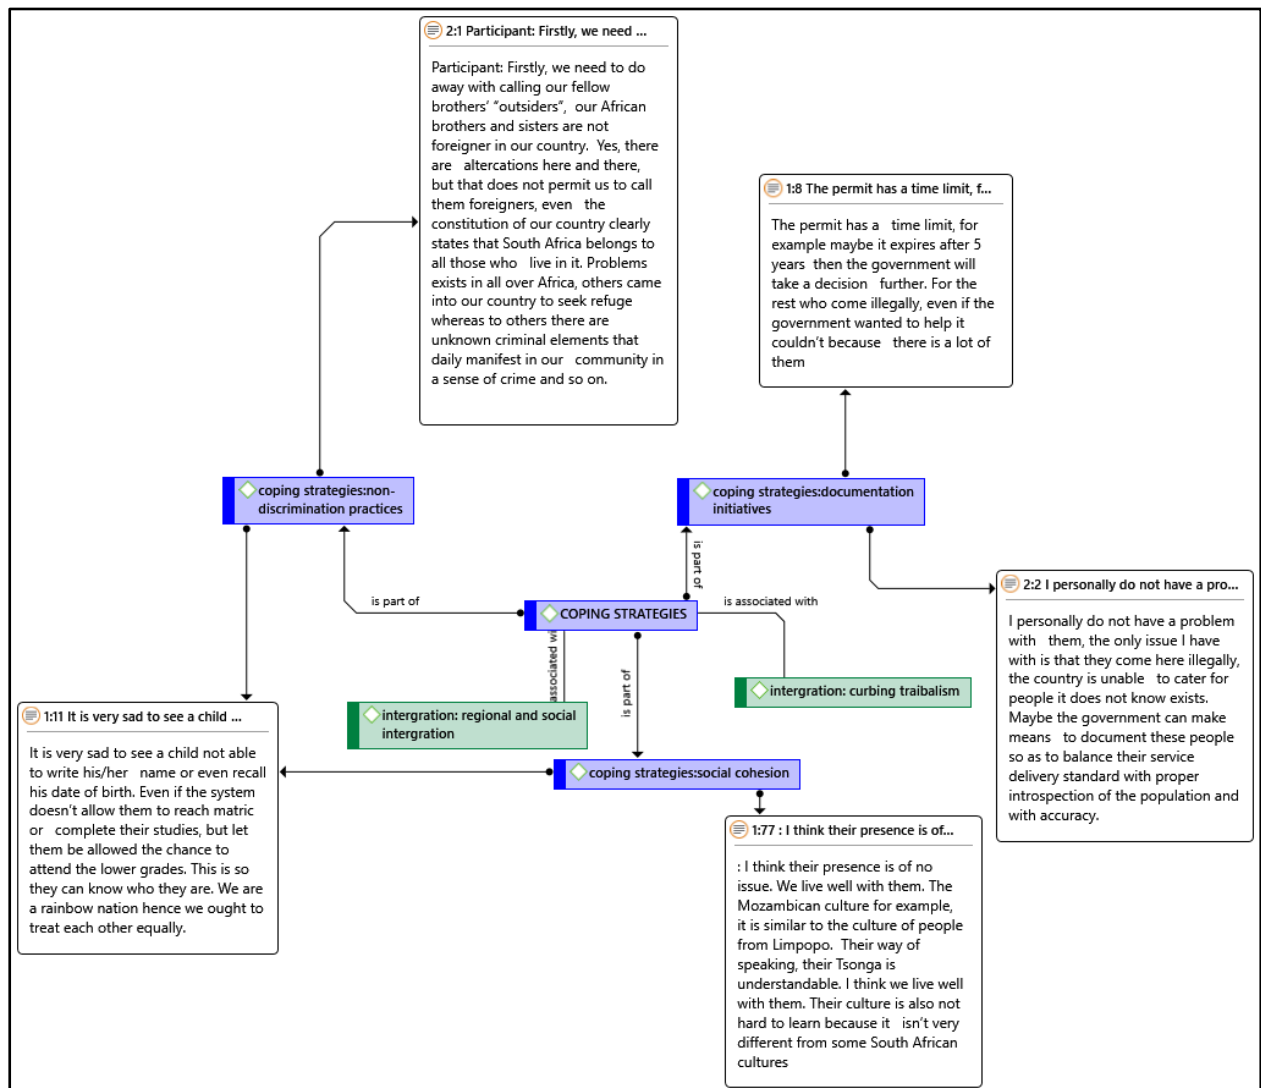 2:1 Participant: Firstly, we need ...
Participant: Firstly, we need to do
away with calling our fellow
brothers' “outsiders”, our African
brothers and sisters are not
foreigner in our country. Yes, there
are altercations here and there,
but that does not permit us to call
them foreigners, even the
constitution of our country clearly
states that South Africa belongs to
all those who live in it. Problems
exists in all over Africa, others came
into our country to seek refuge
whereas to others there are
unknown criminal elements that
daily manifest in our community in
a sense of crime and so on.
1:8 The permit has a time limit, f...
The permit has a time limit, for
example maybe it expires after 5
years then the government will
take a decision further. For the
rest who come illegally, even if the
government wanted to help it
couldn't because there is a lot of
them
coping strategies:non-
discrimination practices
coping strategies:documentation
initiatives
is part of
is part of
is associated with
COPING STRATEGIES
associated wi
is part of
2:2 I personally do not have a pro...
I personally do not have a problem
with them, the only issue I have
with is that they come here illegally,
the country is unable to cater for
people it does not know exists.
Maybe the government can make
means to document these people
so as to balance their service
delivery standard with proper
introspection of the population and
with accuracy.
intergration: curbing traibalism
intergration: regional and social
intergration
coping strategies:social cohesion
1:11 It is very sad to see a child ...
It is very sad to see a child not able
to write his/her name or even recall
his date of birth. Even if the system
doesn't allow them to reach matric
or complete their studies, but let
them be allowed the chance to
attend the lower grades. This is so
they can know who they are. We are
a rainbow nation hence we ought to
treat each other equally.
1:77 : I think their presence is of...
: I think their presence is of no
issue. We live well with them. The
Mozambican culture for example,
it is similar to the culture of people
from Limpopo. Their way of
speaking, their Tsonga is
understandable. I think we live well
with them. Their culture is also not
hard to learn because it isn't very
different from some South African
cultures